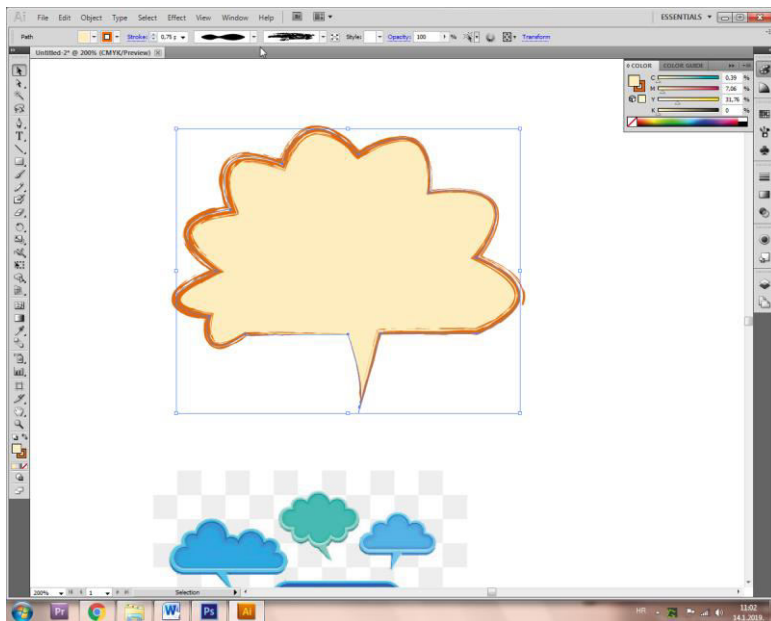 Ai File Edit Object Type Select Effect View Window Help ESSENTIALS
Path Stroke: 0,75 Style: Opacity: 100 % Transform
Untitled-2* @ 200% (CMYK/Preview)
COLOR COLOR GUIDE
C 0,39 %
M 7,06 %
Y 31,76 %
K 0 %
200% 1 Selection
Pr W Ps Ai HR 11:02
14.1.2019.